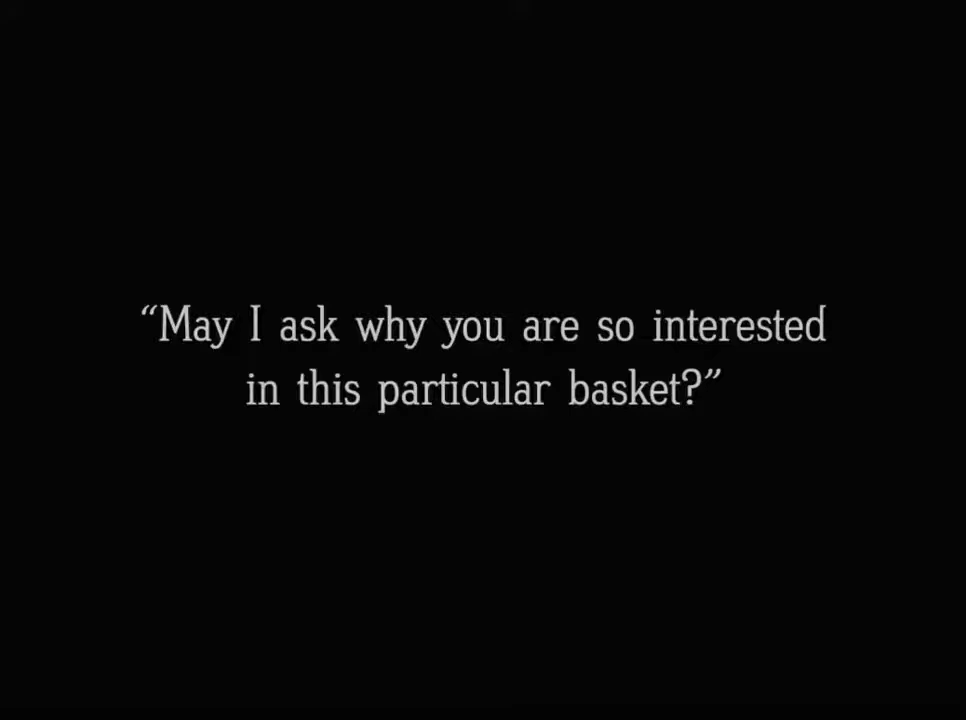 “May I ask why you are so interested
in this particular basket?”